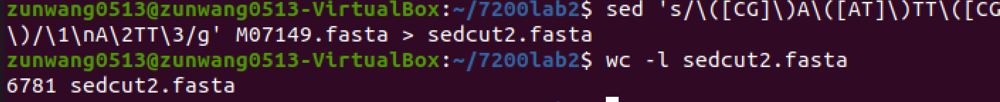 zunwang0513@zunwang0513-VirtualBox:~/7200lab2$ sed 's/\([CG]\)A\([AT]\)TT\([CG
\)/\1\nA\2TT\3/g' M07149.fasta > sedcut2.fasta
zunwang0513@zunwang0513-VirtualBox:~/7200lab2$ wc -l sedcut2.fasta
6781 sedcut2.fasta